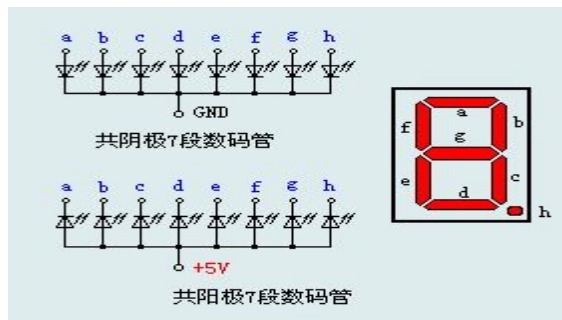 a b c d e f g h
GND
共阴极7段数码管
a b c d e f g h
+5V
共阳极7段数码管
a
f b
g
e c
d
h